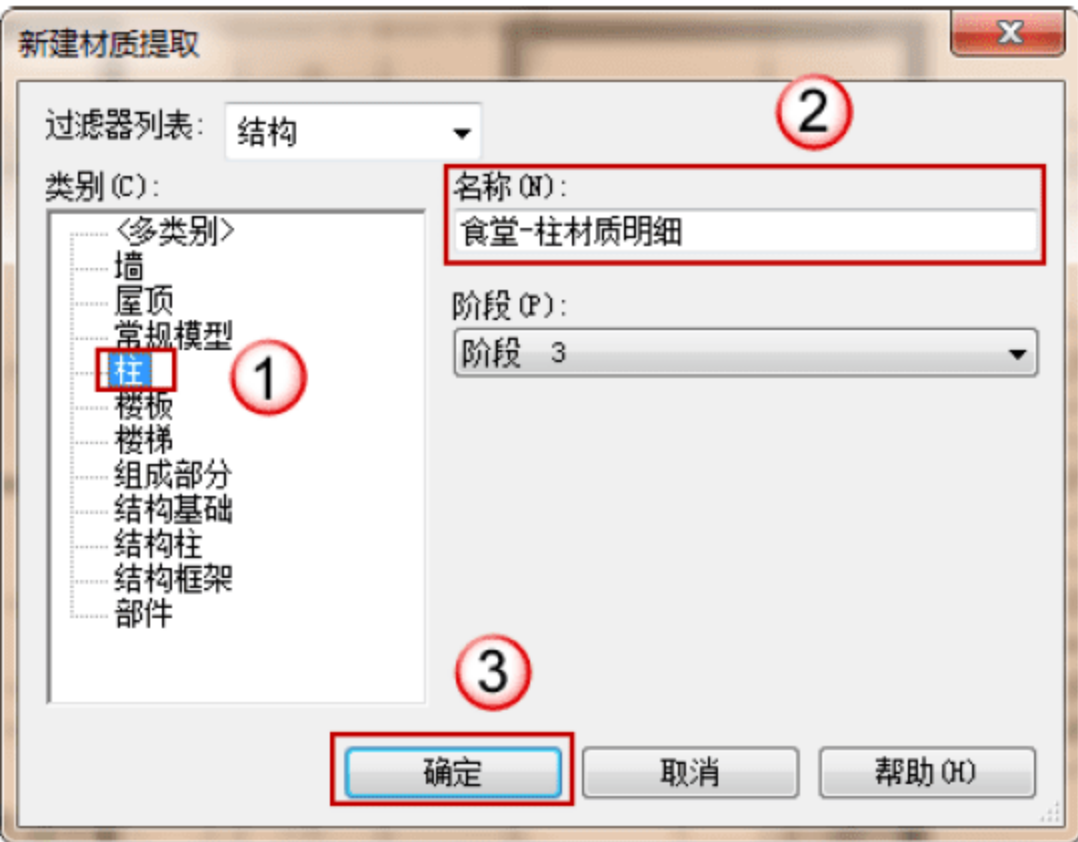 新建材质提取
过滤器列表: 结构
②
类别(C):
名称(N):
<多类别>
食堂-柱材质明细
墙
屋顶
阶段(P):
常规模型
阶段 3
柱
①
楼板
楼梯
组成部分
结构基础
结构柱
结构框架
部件
③
确定
取消
帮助(H)